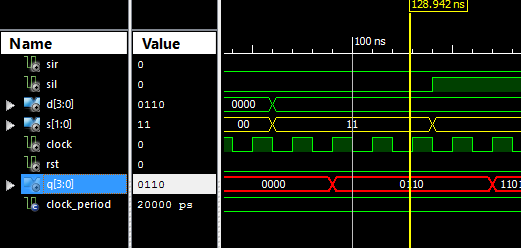 128.942 ns
Name Value 100 ns
sir 0
sil 0
d[3:0] 0110 0000
s[1:0] 11 00 11
clock 0
rst 0
q[3:0] 0110 0000 0110 1101
clock_period 20000 ps